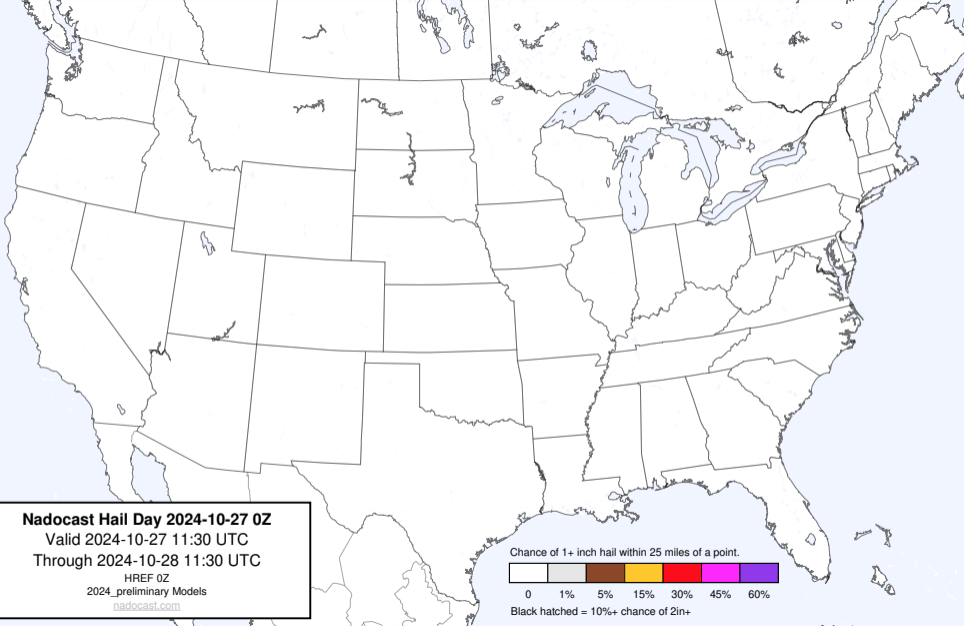 Nadocast Hail Day 2024-10-27 0Z
Valid 2024-10-27 11:30 UTC
Through 2024-10-28 11:30 UTC
HREF 0Z
2024_preliminary Models
nadocast.com
Chance of 1+ inch hail within 25 miles of a point.
0 1% 5% 15% 30% 45% 60%
Black hatched = 10%+ chance of 2in+